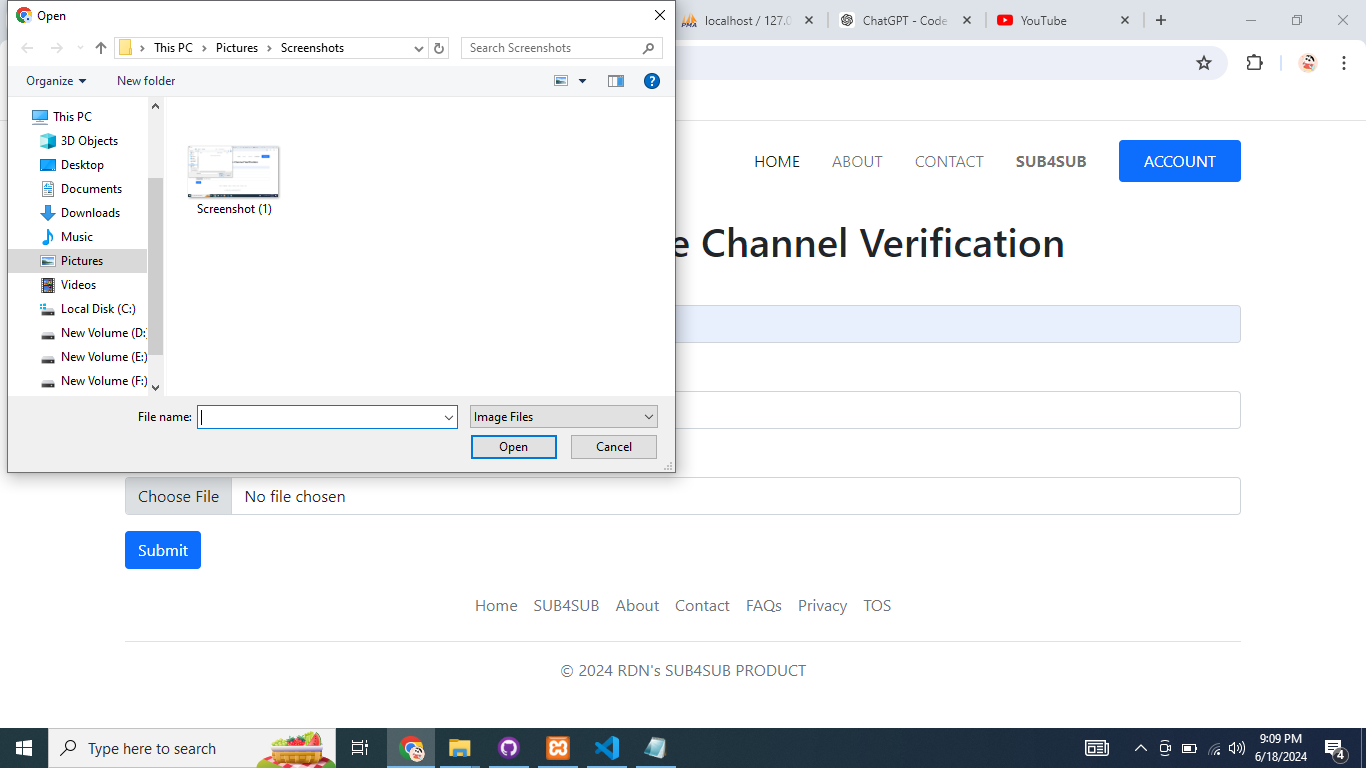 Open
localhost / 127.0
ChatGPT - Code
YouTube
This PC > Pictures > Screenshots
Search Screenshots
Organize
New folder
This PC
3D Objects
Desktop
Documents
Downloads
Music
Pictures
Videos
Local Disk (C:)
New Volume (D:
New Volume (E:)
New Volume (F:)
Screenshot (1)
File name:
Image Files
Open
Cancel
HOME
ABOUT
CONTACT
SUB4SUB
ACCOUNT
e Channel Verification
Choose File
No file chosen
Submit
Home
SUB4SUB
About
Contact
FAQs
Privacy
TOS
© 2024 RDN's SUB4SUB PRODUCT
Type here to search
9:09 PM
6/18/2024
4